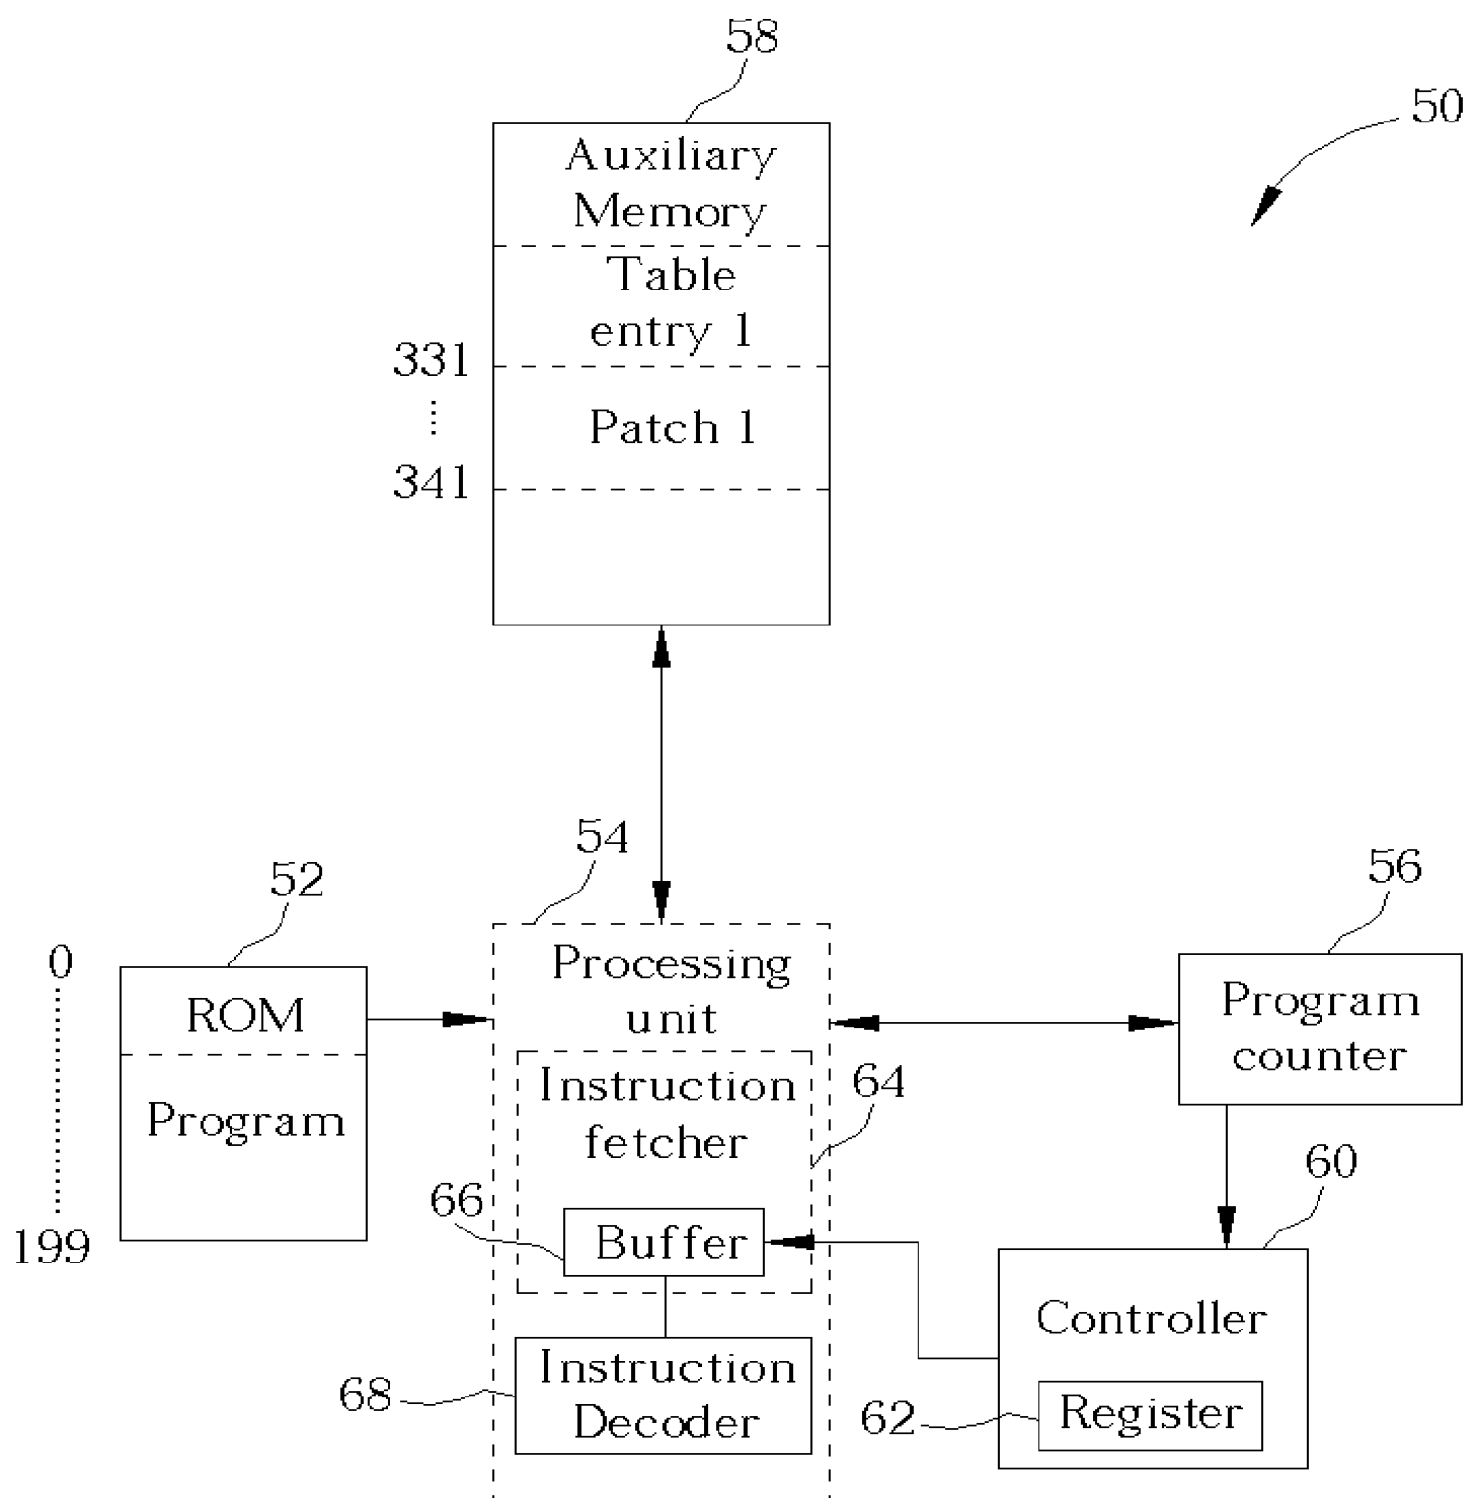 58
50
Auxiliary
Memory
Table
entry 1
331
Patch 1
341
54
52
56
0
ROM
Program
199
Processing
unit
Program
counter
Instruction
fetcher
64
60
66
Buffer
Controller
Instruction
Decoder
68
62
Register